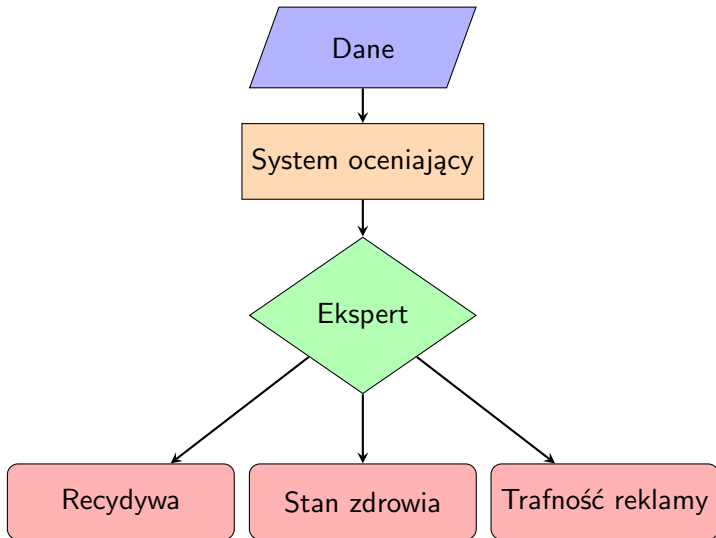 Dane
System oceniający
Ekspert
Recydywa
Stan zdrowia
Trafność reklamy